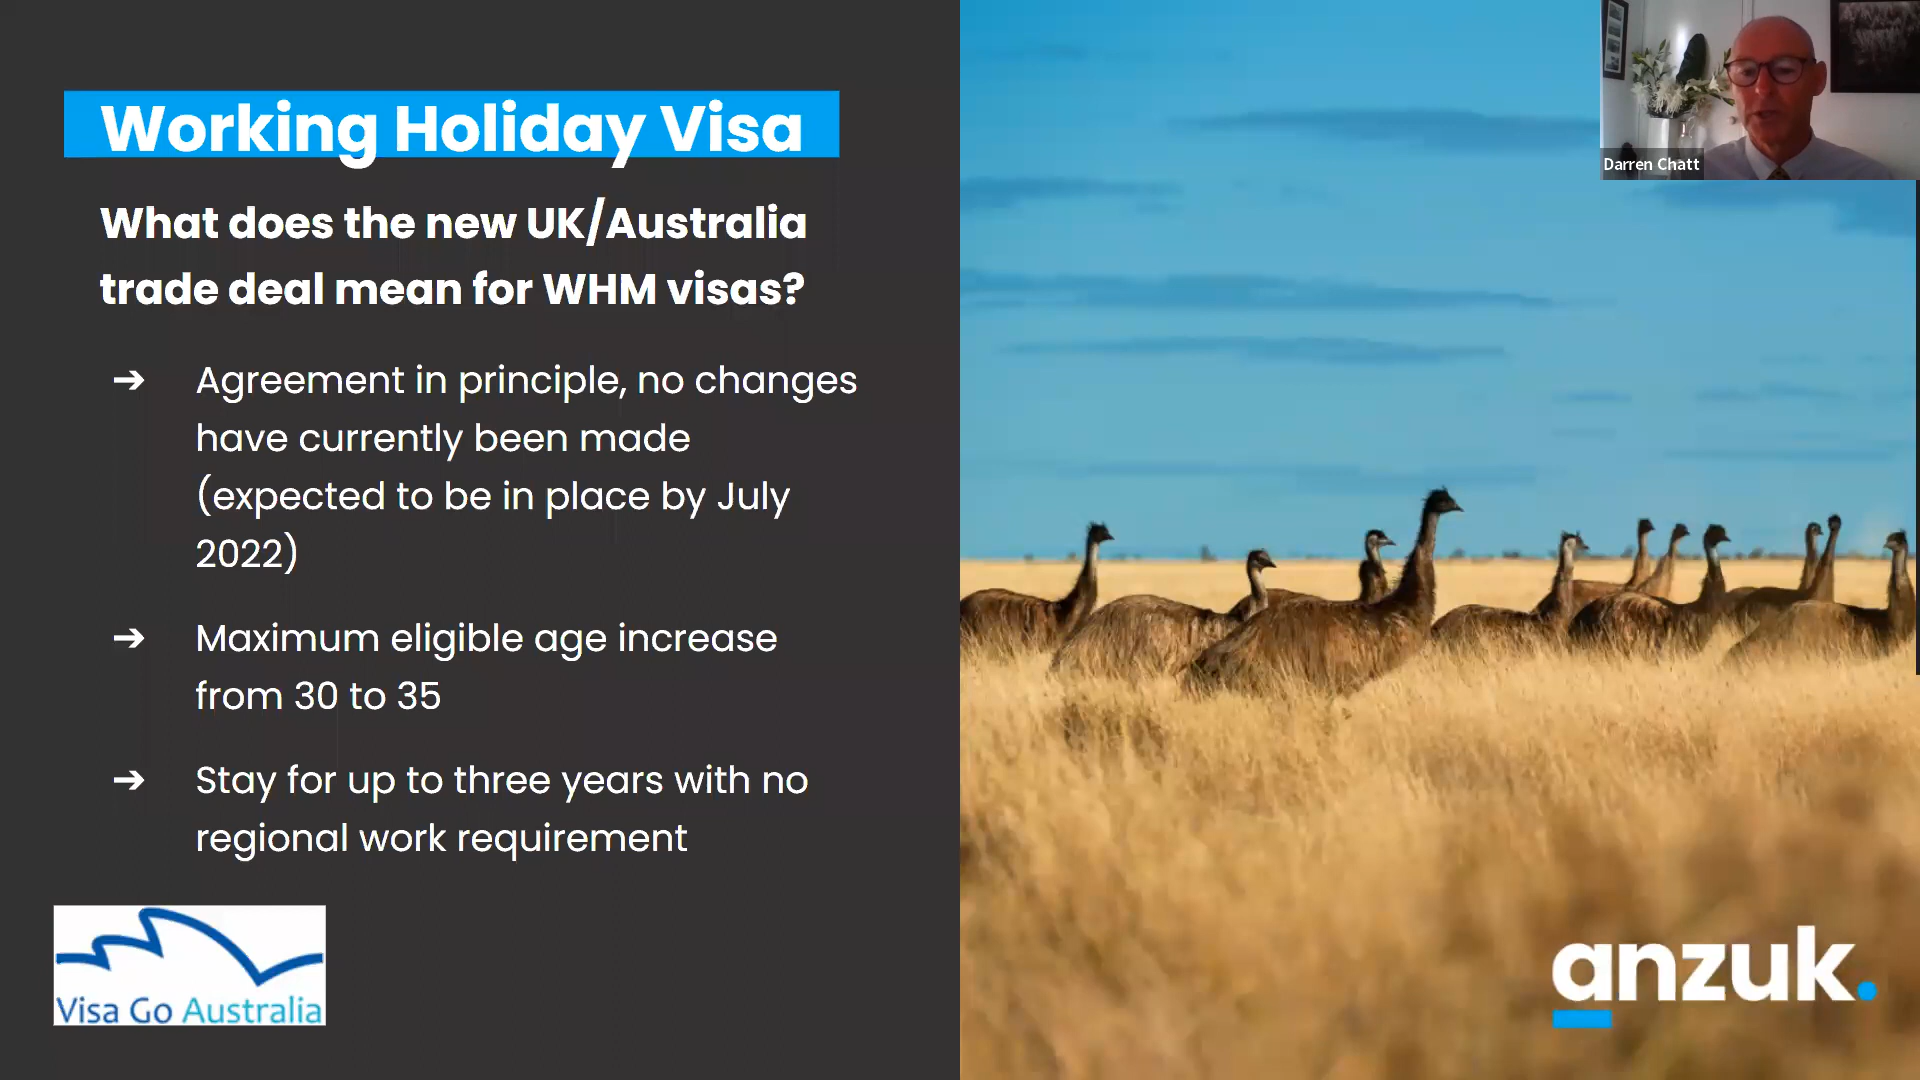 Working Holiday Visa
What does the new UK/Australia
trade deal mean for WHM visas?
➔ Agreement in principle, no changes
have currently been made
(expected to be in place by July
2022)
➔ Maximum eligible age increase
from 30 to 35
➔ Stay for up to three years with no
regional work requirement
Visa Go Australia
Darren Chatt
anzuk.